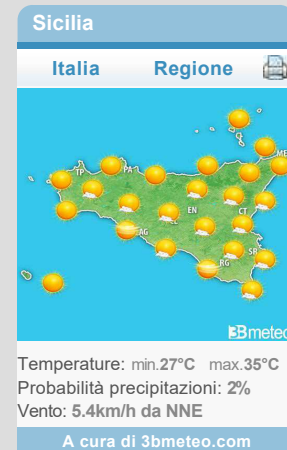 Sicilia
Italia Regione
ME
TP PA
EN
CT
AG CL
SR
RG
3Bmeteo
Temperature: min.27°C max.35°C
Probabilità precipitazioni: 2%
Vento: 5.4km/h da NNE
A cura di 3bmeteo.com